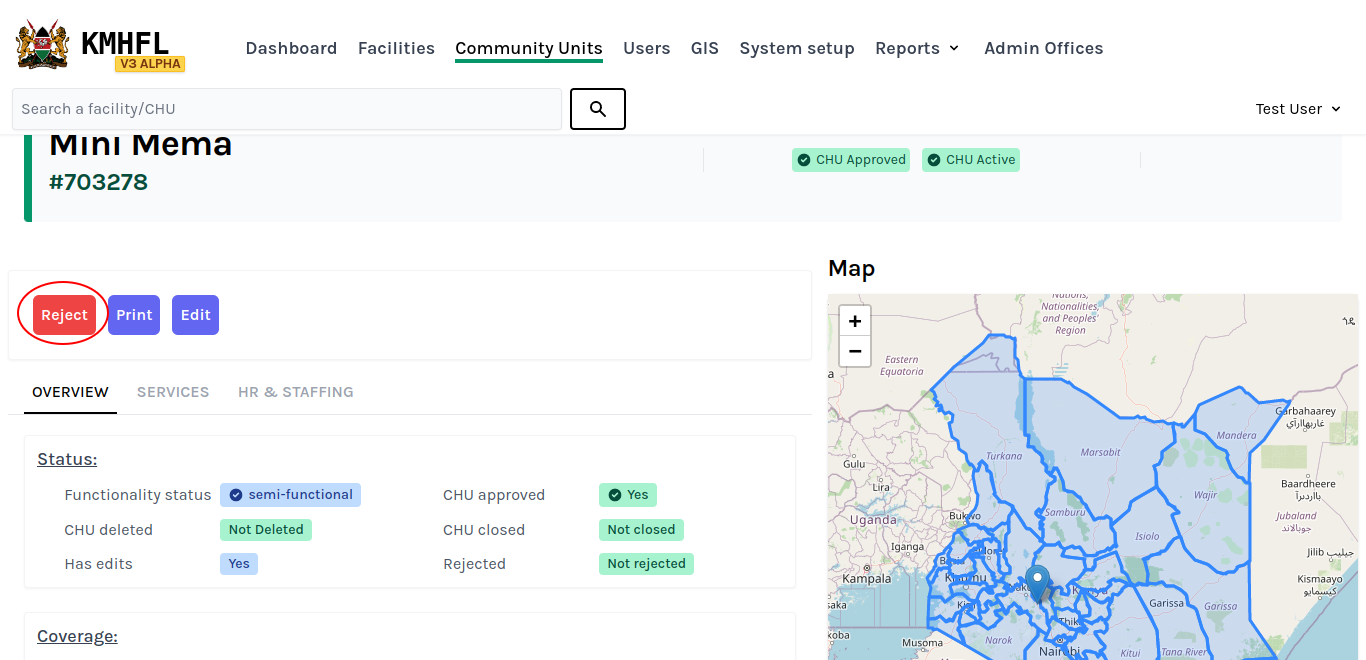 KMHFL
V3 ALPHA
Dashboard Facilities Community Units Users GIS System setup Reports Admin Offices
Search a facility/CHU
Test User
Mini Mema
#703278
CHU Approved CHU Active
Reject Print Edit
OVERVIEW SERVICES HR & STAFFING
Status:
Functionality status semi-functional CHU approved Yes
CHU deleted Not Deleted CHU closed Not closed
Has edits Yes Rejected Not rejected
Coverage:
Map
+
−
Nations,
Nationalities,
and Peoples
Region
Eastern
Equatoria
Garbahaarey
غاربهاراي
Mandera
Turkana
Marsabit
Gulu
Lira
Baardheere
بااردىرآ
Wajir
Jubaland
جوبالاند
Uganda
Bukwo
Samburu
Isiolo
Iganga
Jilib جيليب
Kampala
Kismaayo
كيسمايو
Kenya
Garissa
Garissa
Thika
Musoma
Narok
Nairobi
Kitui
Tana River